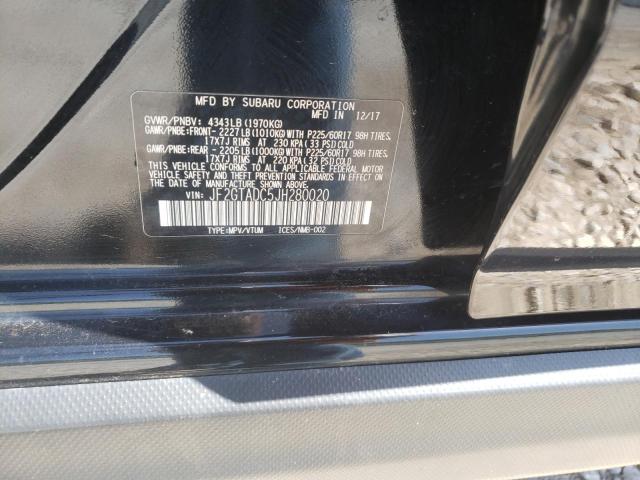 MFD BY SUBARU CORPORATION
MFD IN 12/17
GVWR/PNBV: 4343LB (1970KG)
GAWR/PNBE:FRONT-2227LB(1010KG)WITH P225/60R17 98H TIRES,
17X7J RIMS AT 230 KPA (33 PSI)COLD
GAWR/PNBE:REAR -2205LB(1000KG)WITH P225/60R17 98H TIRES,
17X7J RIMS AT 220 KPA (32 PSI)COLD
THIS VEHICLE CONFORMS TO ALL APPLICABLE
FEDERAL MOTOR VEHICLE SAFETY, BUMPER, AND
THEFT PREVENTION STANDARDS IN EFFECT ON
THE DATE OF MANUFACTURE SHOWN ABOVE.
VIN: JF2GTADC5JH280020
TYPE:MPV/VTUM ICES/NMB-002